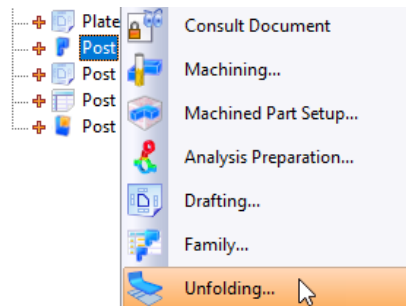 Plate
Post
Post
Post
Post
Consult Document
Machining...
Machined Part Setup...
Analysis Preparation...
Drafting...
Family...
Unfolding...